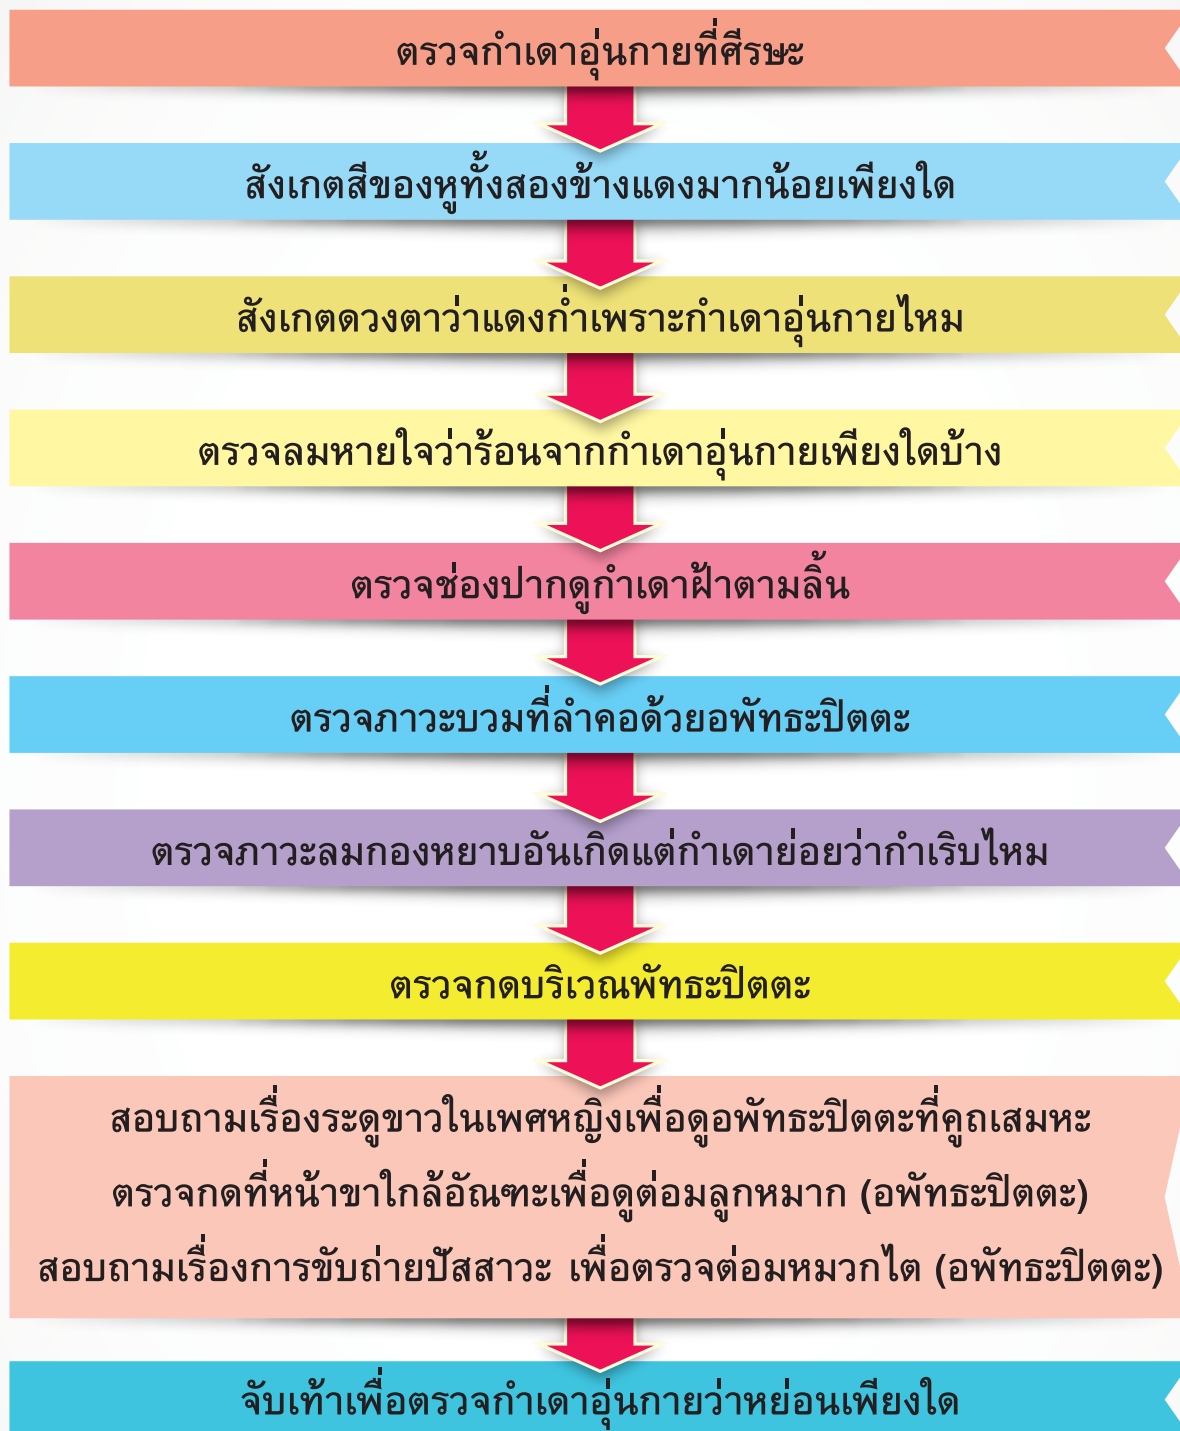 ตรวจกำเดาอุ่นกายที่ศีรษะ
สังเกตสีของหูทั้งสองข้างแดงมากน้อยเพียงใด
สังเกตดวงตาว่าแดงก่ำเพราะกำเดาอุ่นกายไหม
ตรวจลมหายใจว่าร้อนจากกำเดาอุ่นกายเพียงใดบ้าง
ตรวจช่องปากดูกำเดาฝ้าตามลิ้น
ตรวจภาวะบวมที่ลำคอด้วยอพัทธะปิตตะ
ตรวจภาวะลมกองหยาบอันเกิดแต่กำเดาย่อยว่ากำเริบไหม
ตรวจกดบริเวณพัทธะปิตตะ
สอบถามเรื่องระดูขาวในเพศหญิงเพื่อดูอพัทธะปิตตะที่คูถเสมหะ
ตรวจกดที่หน้าขาใกล้อัณฑะเพื่อดูต่อมลูกหมาก (อพัทธะปิตตะ)
สอบถามเรื่องการขับถ่ายปัสสาวะ เพื่อตรวจต่อมหมวกไต (อพัทธะปิตตะ)
จับเท้าเพื่อตรวจกำเดาอุ่นกายว่าหย่อนเพียงใด